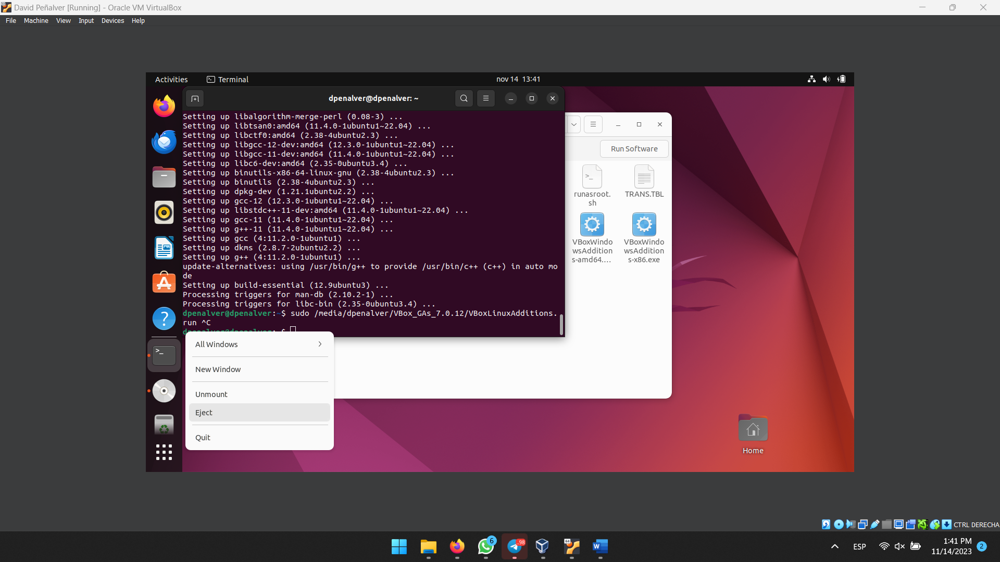 David Peñalver [Running] - Oracle VM VirtualBox
File Machine View Input Devices Help
Activities Terminal nov 14 13:41
dpenalver@dpenalver: ~
Setting up libalgorithm-merge-perl (0.08-3) ...
Setting up libtsan0:amd64 (11.4.0-1ubuntu1~22.04) ...
Setting up libctf0:amd64 (2.38-4ubuntu2.3) ...
Setting up libgcc-12-dev:amd64 (12.3.0-1ubuntu1~22.04) ...
Setting up libgcc-11-dev:amd64 (11.4.0-1ubuntu1~22.04) ...
Setting up libc6-dev:amd64 (2.35-0ubuntu3.4) ...
Setting up binutils-x86-64-linux-gnu (2.38-4ubuntu2.3) ...
Setting up binutils (2.38-4ubuntu2.3) ...
Setting up dpkg-dev (1.21.1ubuntu2.2) ...
Setting up gcc-12 (12.3.0-1ubuntu1~22.04) ...
Setting up libstdc++-11-dev:amd64 (11.4.0-1ubuntu1~22.04) ...
Setting up gcc-11 (11.4.0-1ubuntu1~22.04) ...
Setting up g++-11 (11.4.0-1ubuntu1~22.04) ...
Setting up gcc (4:11.2.0-1ubuntu1) ...
Setting up dkms (2.8.7-2ubuntu2.2) ...
Setting up g++ (4:11.2.0-1ubuntu1) ...
update-alternatives: using /usr/bin/g++ to provide /usr/bin/c++ (c++) in auto mo
de
Setting up build-essential (12.9ubuntu3) ...
Processing triggers for man-db (2.10.2-1) ...
Processing triggers for libc-bin (2.35-0ubuntu3.4) ...
dpenalver@dpenalver:~$ sudo /media/dpenalver/VBox_GAs_7.0.12/VBoxLinuxAdditions.
run ^C
dpenalver@dpenalver:~$
Run Software
runasroot.
sh
TRANS.TBL
VBoxWindo
wsAddition
s-amd64....
VBoxWindo
wsAddition
s-x86.exe
All Windows
New Window
Unmount
Eject
Quit
Home
CTRL DERECHA
6
..98
64
W
ESP
1:41 PM
11/14/2023
2